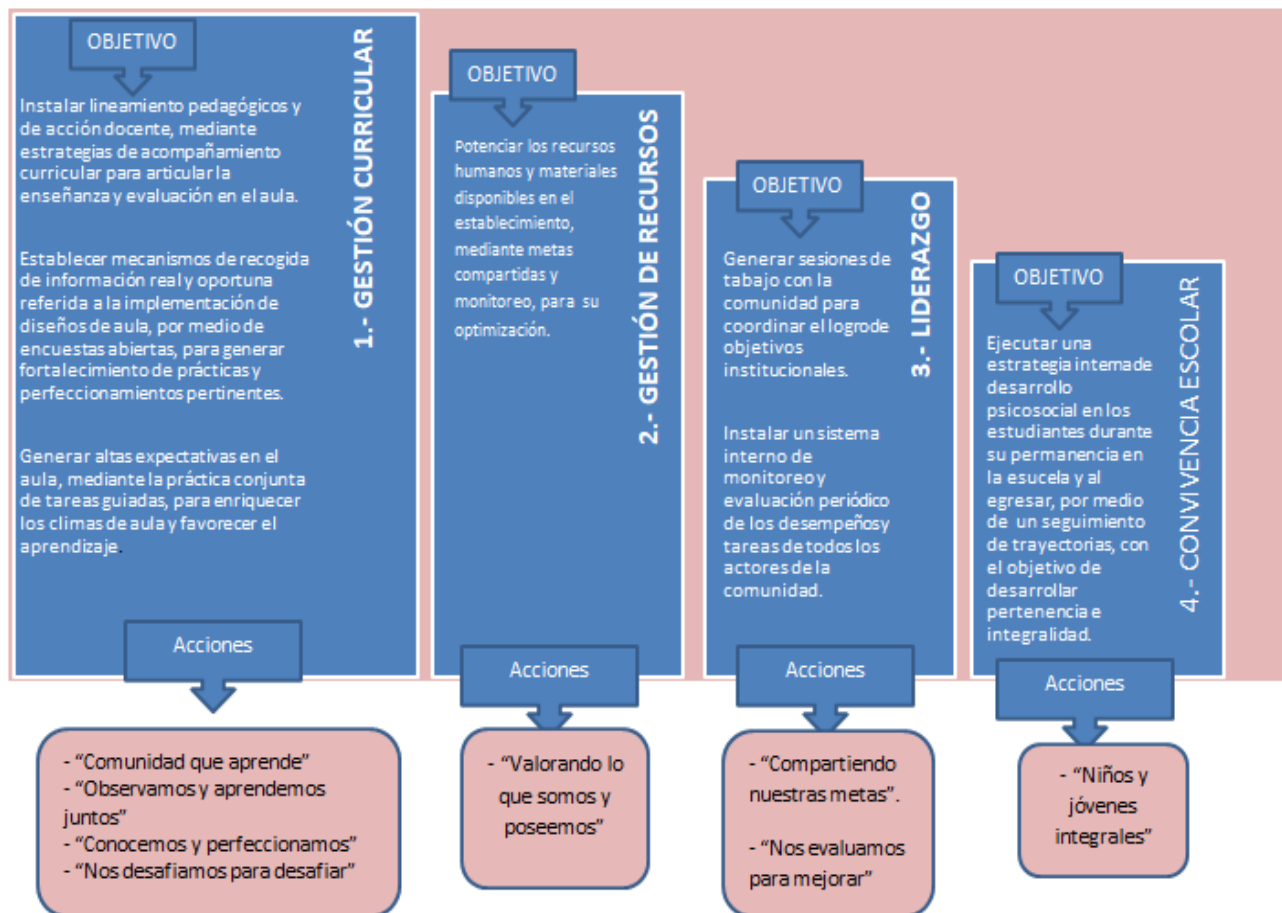 OBJETIVO
Instalar lineamiento pedagógicos y
de acción docente, mediante
estrategias de acompañamiento
curricular para articular la
enseñanza y evaluación en el aula.
Establecer mecanismos de recogida
de información real y oportuna
referida a la implementación de
diseños de aula, por medio de
encuestas abiertas, para generar
fortalecimiento de prácticas y
perfeccionamientos pertinentes.
Generar altas expectativas en el
aula, mediante la práctica conjunta
de tareas guiadas, para enriquecer
los climas de aula y favorecer el
aprendizaje.
1.- GESTIÓN CURRICULAR
Acciones
- “Comunidad que aprende”
- “Observamos y aprendemos
juntos”
- “Conocemos y perfeccionamos”
- “Nos desafiamos para desafiar”
OBJETIVO
Potenciar los recursos
humanos y materiales
disponibles en el
establecimiento,
mediante metas
compartidas y
monitoreo, para su
optimización.
2.- GESTIÓN DE RECURSOS
Acciones
- “Valorando lo
que somos y
poseemos”
OBJETIVO
Generar sesiones de
tabajo con la
comunidad para
coordinar el logrode
objetivos
institucionales.
Instalar un sistema
interno de
monitoreo y
evaluación periódico
de los desempeños y
tareas de todos los
actores de la
comunidad.
3.- LIDERAZGO
Acciones
- “Compartiendo
nuestras metas”.
- “Nos evaluamos
para mejorar”
OBJETIVO
Ejecutar una
estrategia internade
desarrollo
psicosocial en los
estudiantes durante
su permanencia en
la esucela y al
egresar, por medio
de un seguimiento
de trayectorias, con
el objetivo de
desarrollar
pertenencia e
integralidad.
4.- CONVIVENCIA ESCOLAR
Acciones
- “Niños y
jóvenes
integrales”